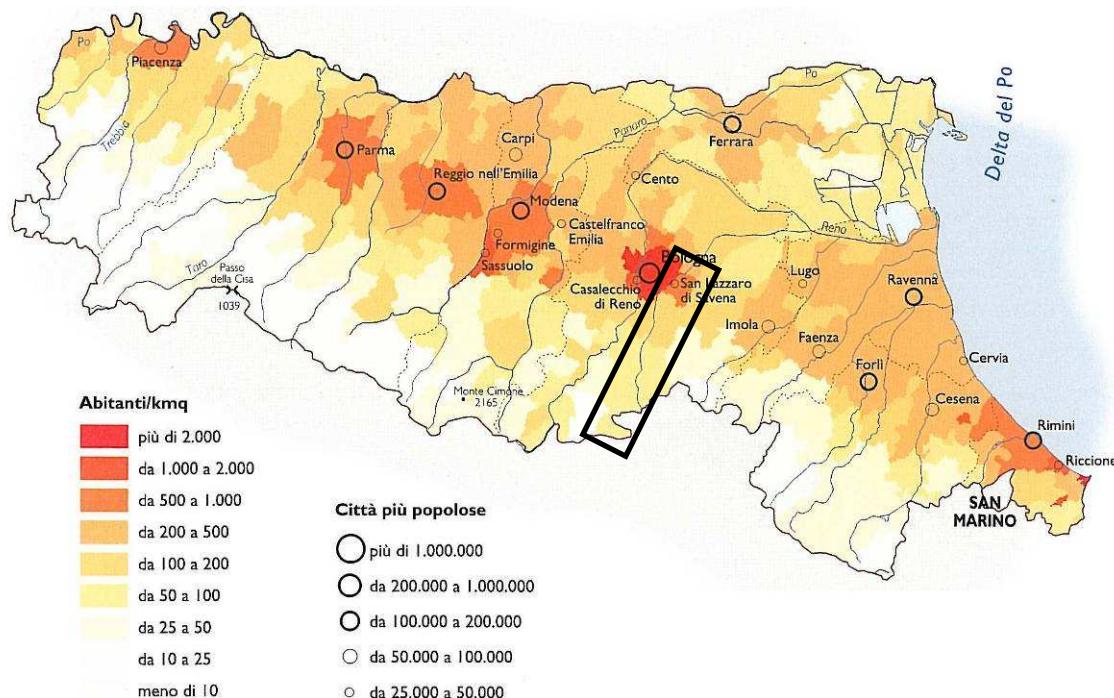 Po
Piacenza
Trebbia
Parma
Carpi
Reggio nell'Emilia
Modena
Formigine
Sassuolo
Castelfranco
Emilia
Cento
Panaro
Po
Ferrara
Delta del Po
Reno
Taro
Passo
della Cisa
1039
Bologna
Casalecchio
di Reno
San Lazzaro
di Savena
Lugo
Ravenna
Imola
Faenza
Forlì
Cervia
Cesena
Rimini
Riccione
SAN
MARINO
Monte Cimone
2165
Abitanti/kmq
più di 2.000
da 1.000 a 2.000
da 500 a 1.000
da 200 a 500
da 100 a 200
da 50 a 100
da 25 a 50
da 10 a 25
meno di 10
Città più popolose
più di 1.000.000
da 200.000 a 1.000.000
da 100.000 a 200.000
da 50.000 a 100.000
da 25.000 a 50.000